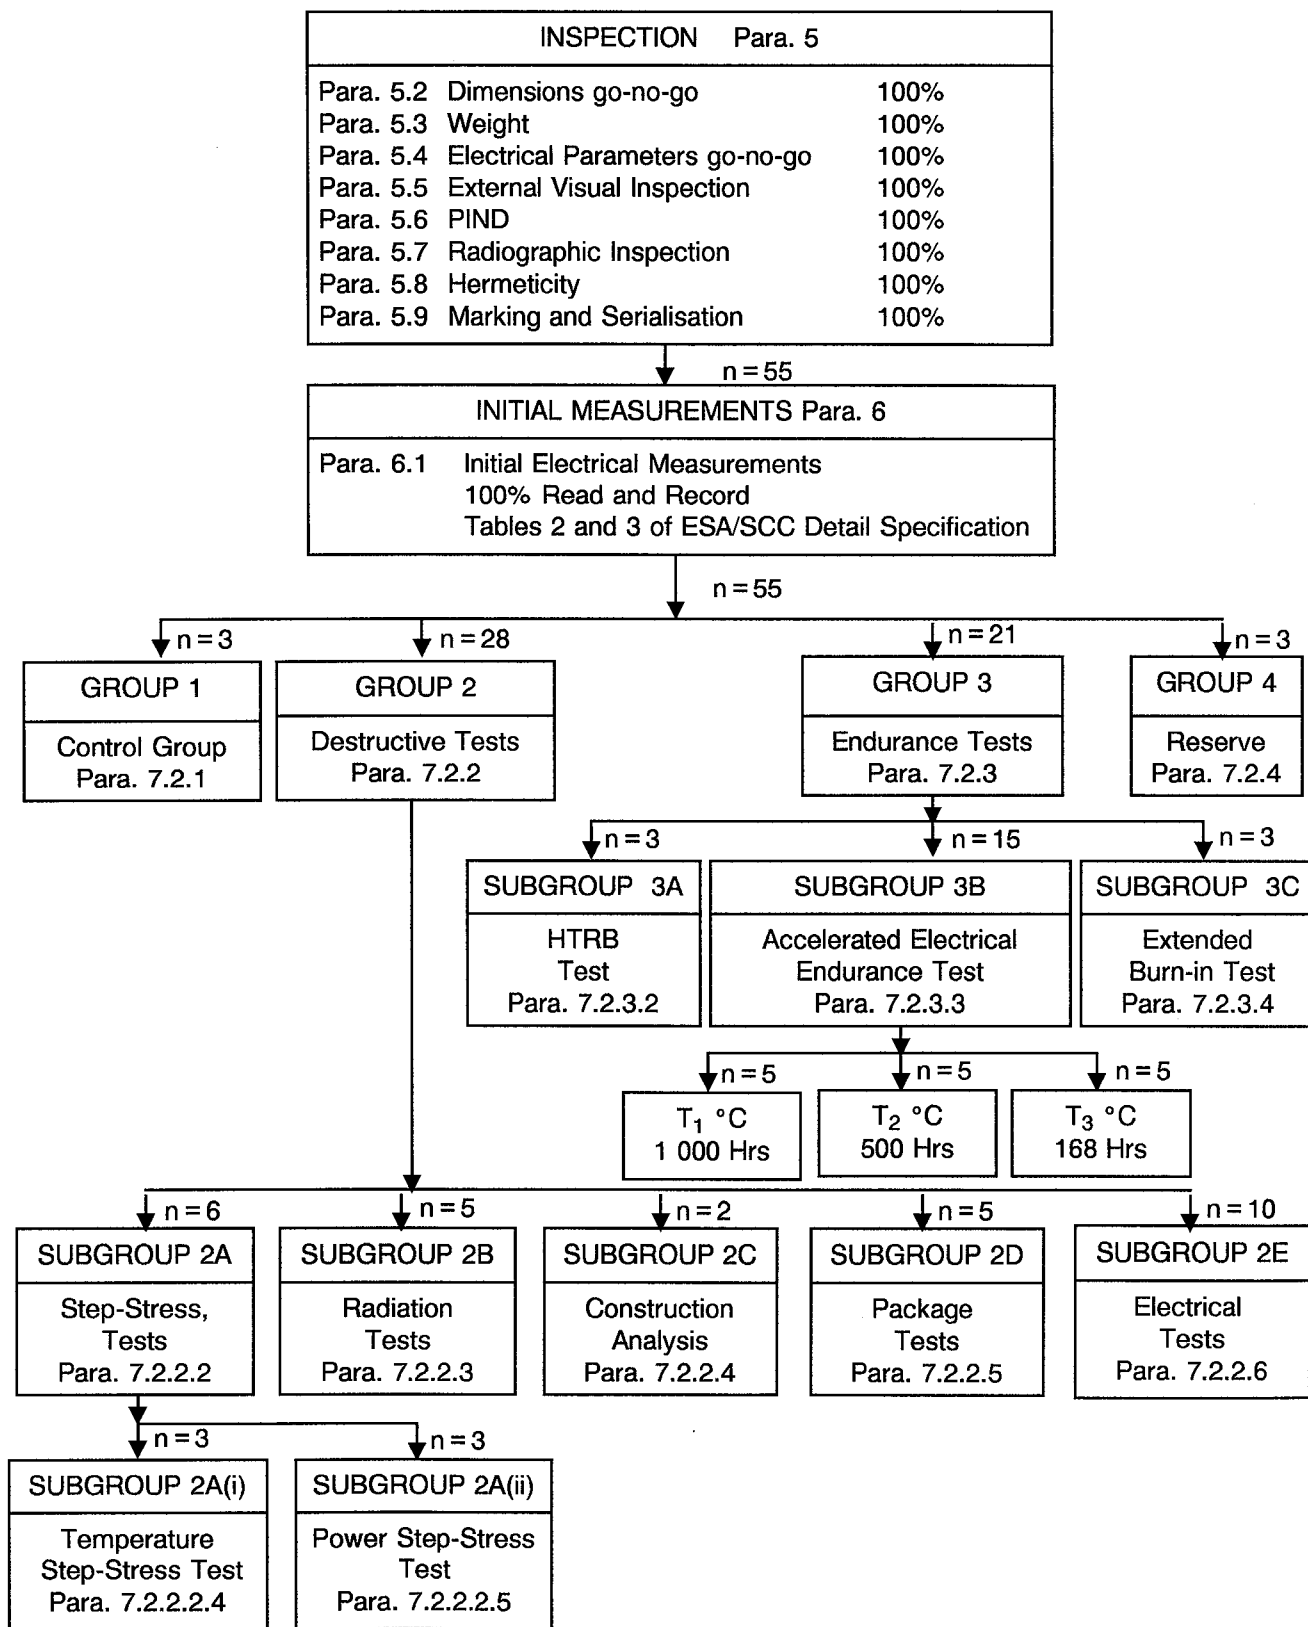 INSPECTION Para. 5
Para. 5.2 Dimensions go-no-go 100%
Para. 5.3 Weight 100%
Para. 5.4 Electrical Parameters go-no-go 100%
Para. 5.5 External Visual Inspection 100%
Para. 5.6 PIND 100%
Para. 5.7 Radiographic Inspection 100%
Para. 5.8 Hermeticity 100%
Para. 5.9 Marking and Serialisation 100%
n=55
INITIAL MEASUREMENTS Para. 6
Para. 6.1 Initial Electrical Measurements
100% Read and Record
Tables 2 and 3 of ESA/SCC Detail Specification
n=55
n=3
GROUP 1
Control Group
Para. 7.2.1
n=28
GROUP 2
Destructive Tests
Para. 7.2.2
n=21
GROUP 3
Endurance Tests
Para. 7.2.3
n=3
GROUP 4
Reserve
Para. 7.2.4
n=3
SUBGROUP 3A
HTRB
Test
Para. 7.2.3.2
n=15
SUBGROUP 3B
Accelerated Electrical
Endurance Test
Para. 7.2.3.3
n=3
SUBGROUP 3C
Extended
Burn-in Test
Para. 7.2.3.4
n=5
T₁ °C
1 000 Hrs
n=5
T₂ °C
500 Hrs
n=5
T₃ °C
168 Hrs
n=6
SUBGROUP 2A
Step-Stress,
Tests
Para. 7.2.2.2
n=5
SUBGROUP 2B
Radiation
Tests
Para. 7.2.2.3
n=2
SUBGROUP 2C
Construction
Analysis
Para. 7.2.2.4
n=5
SUBGROUP 2D
Package
Tests
Para. 7.2.2.5
n=10
SUBGROUP 2E
Electrical
Tests
Para. 7.2.2.6
n=3
SUBGROUP 2A(i)
Temperature
Step-Stress Test
Para. 7.2.2.2.4
n=3
SUBGROUP 2A(ii)
Power Step-Stress
Test
Para. 7.2.2.2.5